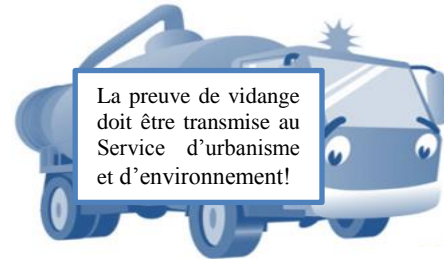 La preuve de vidange
doit être transmise au
Service d'urbanisme
et d'environnement!